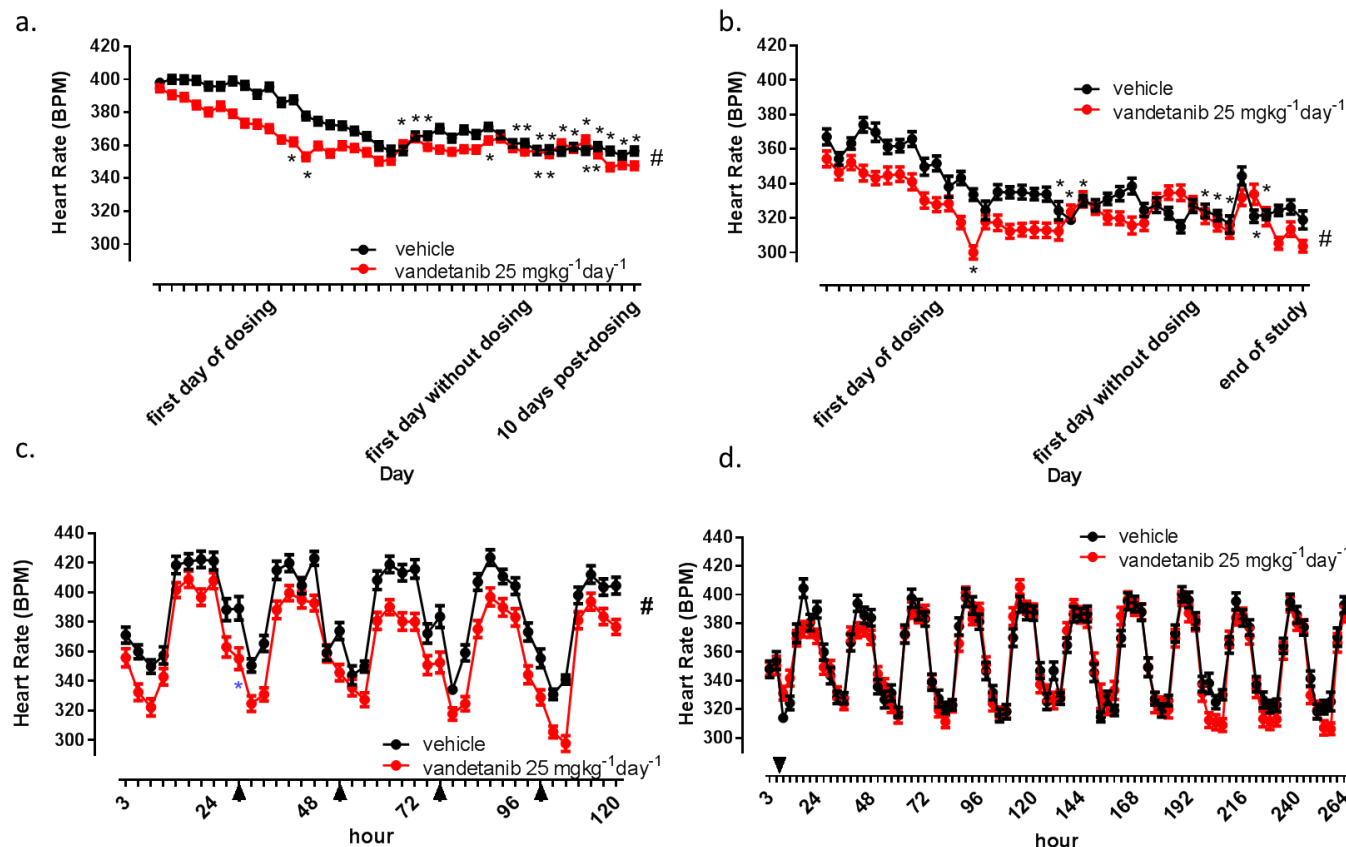 a.
Heart Rate (BPM)
420
400
380
360
340
320
300
* * * * * * * * * * * * * * *
* * * * * * * *
#
vehicle
vandetanib 25 mgkg⁻¹day⁻¹
first day of dosing
first day without dosing
10 days post-dosing
Day
b.
Heart Rate (BPM)
420
400
380
360
340
320
300
vehicle
vandetanib 25 mgkg⁻¹day⁻¹
* * * * * * *
* *
#
first day of dosing
first day without dosing
end of study
c.
Heart Rate (BPM)
440
420
400
380
360
340
320
300
*
#
vehicle
vandetanib 25 mgkg⁻¹day⁻¹
3 24 48 72 96 120
hour
d.
Heart Rate (BPM)
440
420
400
380
360
340
320
300
vehicle
vandetanib 25 mgkg⁻¹day⁻¹
3 24 48 72 96 120 144 168 192 216 240 264
hour